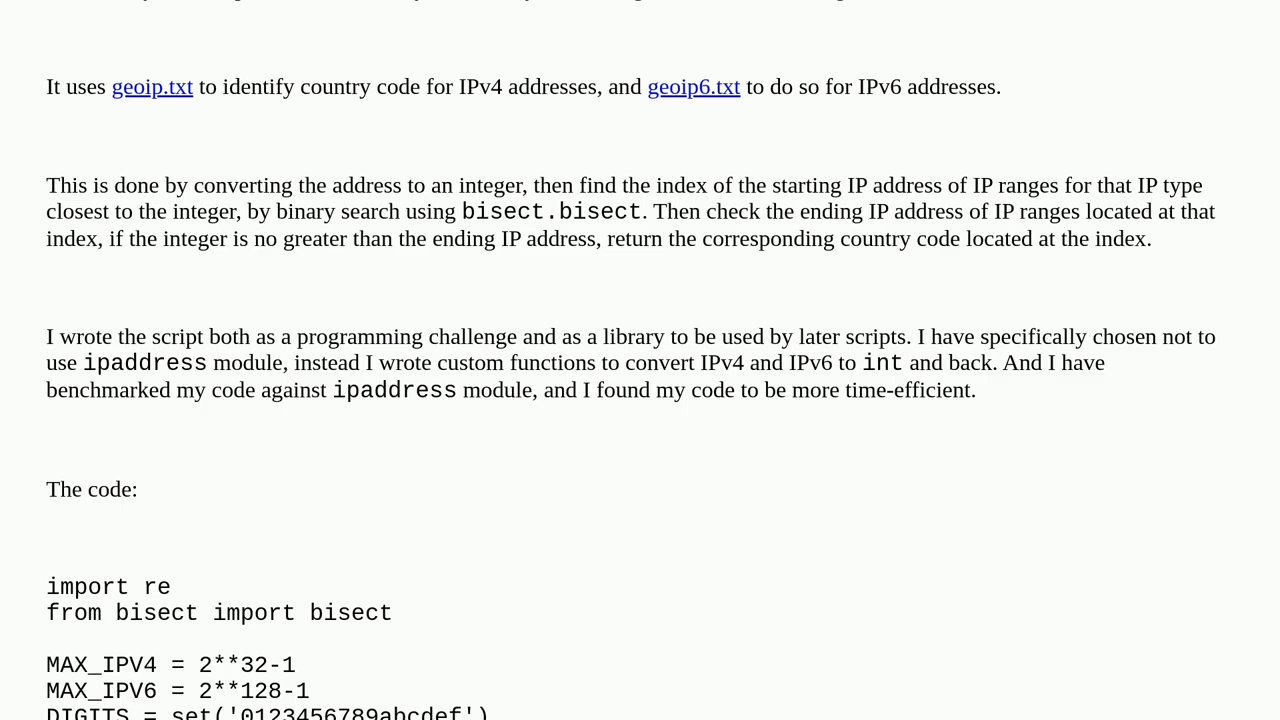 It uses geoip.txt to identify country code for IPv4 addresses, and geoip6.txt to do so for IPv6 addresses.
This is done by converting the address to an integer, then find the index of the starting IP address of IP ranges for that IP type
closest to the integer, by binary search using bisect.bisect. Then check the ending IP address of IP ranges located at that
index, if the integer is no greater than the ending IP address, return the corresponding country code located at the index.
I wrote the script both as a programming challenge and as a library to be used by later scripts. I have specifically chosen not to
use ipaddress module, instead I wrote custom functions to convert IPv4 and IPv6 to int and back. And I have
benchmarked my code against ipaddress module, and I found my code to be more time-efficient.
The code:
import re
from bisect import bisect
MAX_IPV4 = 2**32-1
MAX_IPV6 = 2**128-1
DIGITS = set('0123456789abcdef')